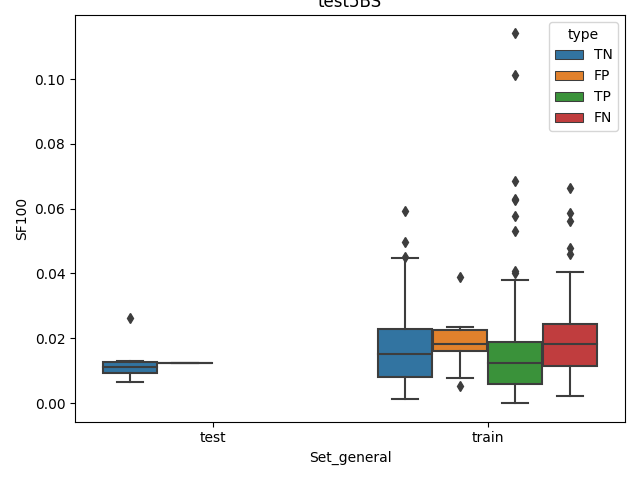 test5BS
type
TN
FP
TP
FN
0.10
0.08
0.06
0.04
0.02
0.00
SF100
test
train
Set_general